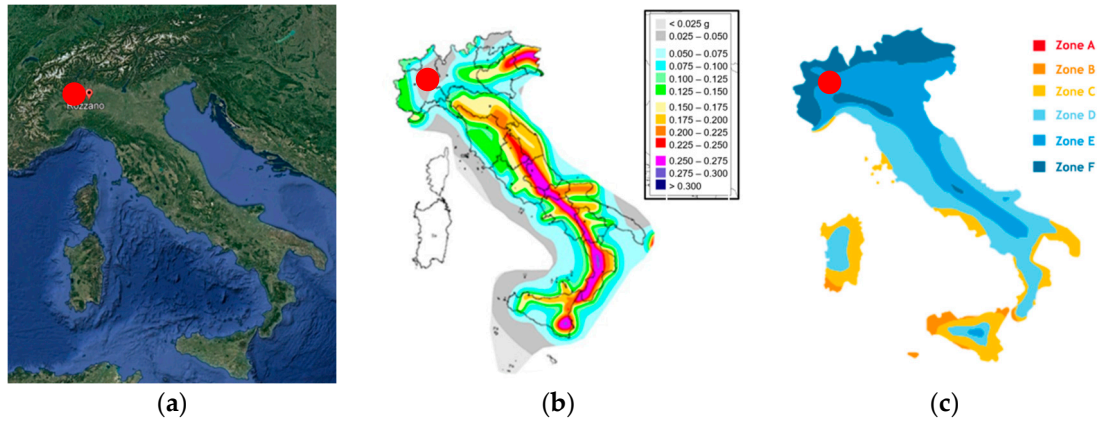 Rozzano
< 0.025 g
0.025 – 0.050
0.050 – 0.075
0.075 – 0.100
0.100 – 0.125
0.125 – 0.150
0.150 – 0.175
0.175 – 0.200
0.200 – 0.225
0.225 – 0.250
0.250 – 0.275
0.275 – 0.300
> 0.300
Zone A
Zone B
Zone C
Zone D
Zone E
Zone F
(a)
(b)
(c)